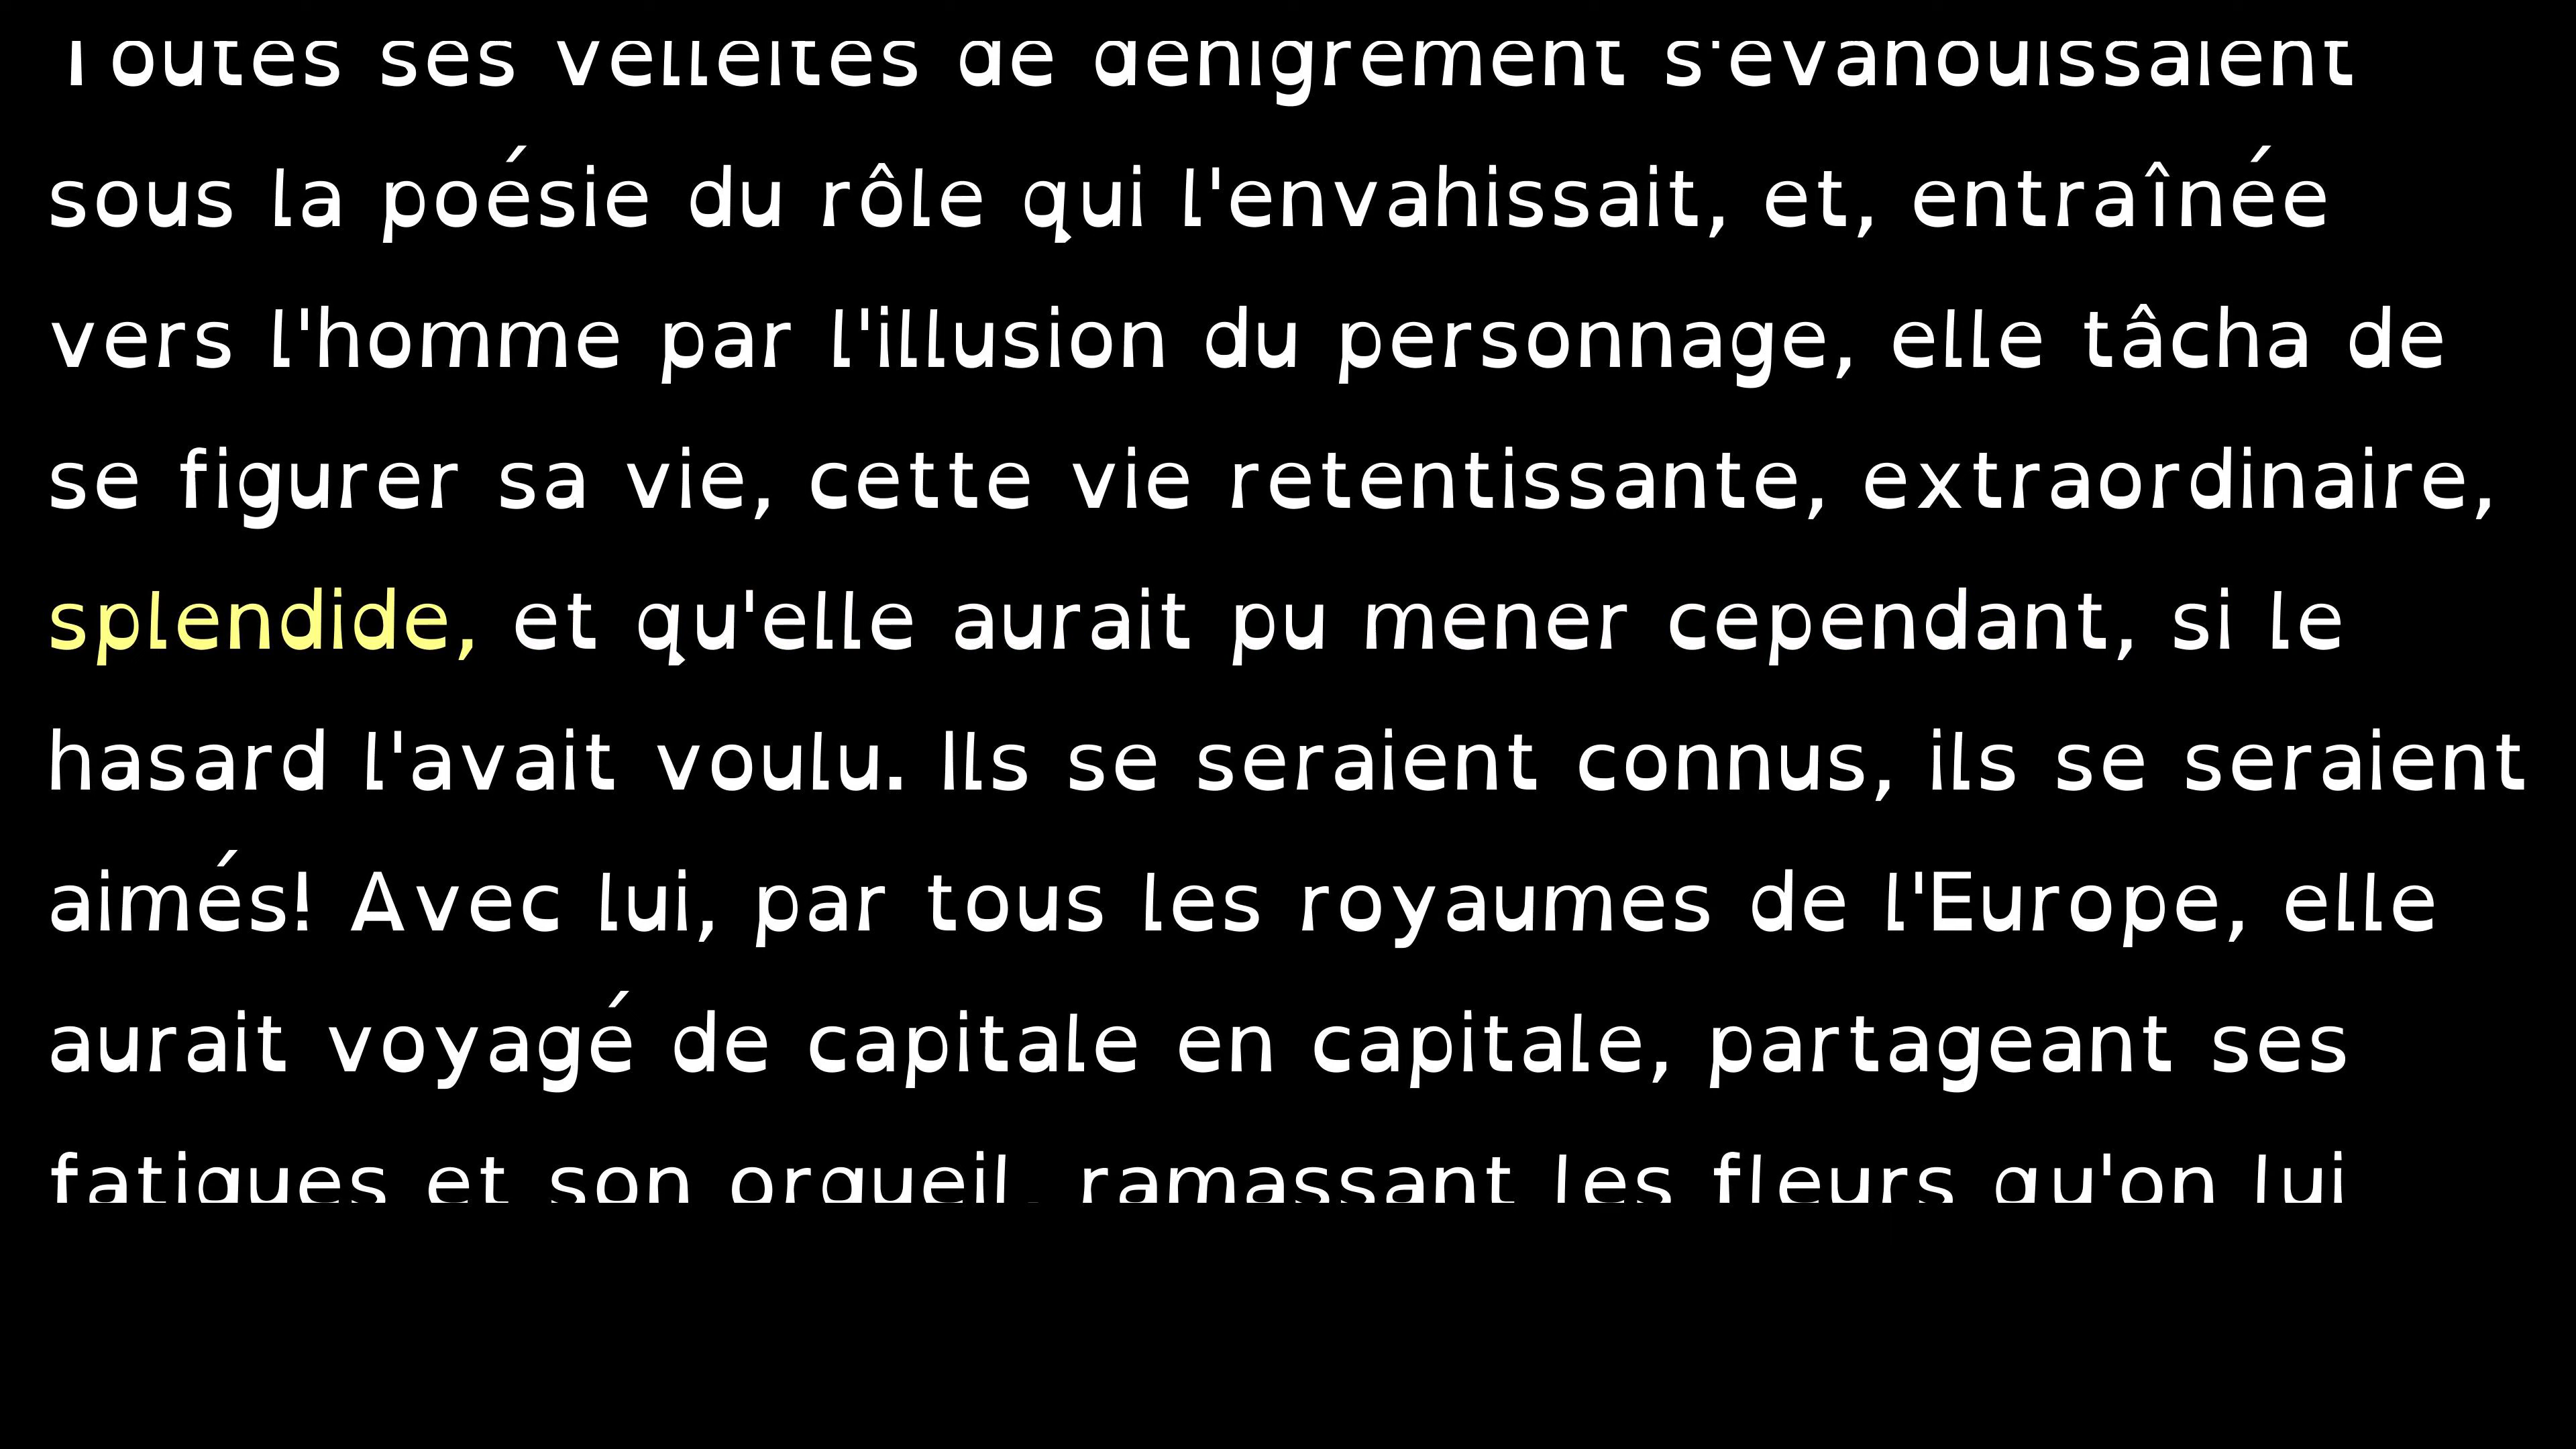 Toutes ses velléités de dénigrement s'évanouissaient
sous la poésie du rôle qui l'envahissait, et, entraînée
vers l'homme par l'illusion du personnage, elle tâcha de
se figurer sa vie, cette vie retentissante, extraordinaire,
splendide, et qu'elle aurait pu mener cependant, si le
hasard l'avait voulu. Ils se seraient connus, ils se seraient
aimés! Avec lui, par tous les royaumes de l'Europe, elle
aurait voyagé de capitale en capitale, partageant ses
fatigues et son orgueil, ramassant les fleurs qu'on lui